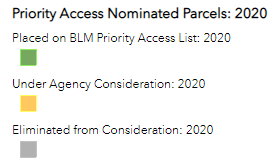 Priority Access Nominated Parcels: 2020
Placed on BLM Priority Access List: 2020
Under Agency Consideration: 2020
Eliminated from Consideration: 2020